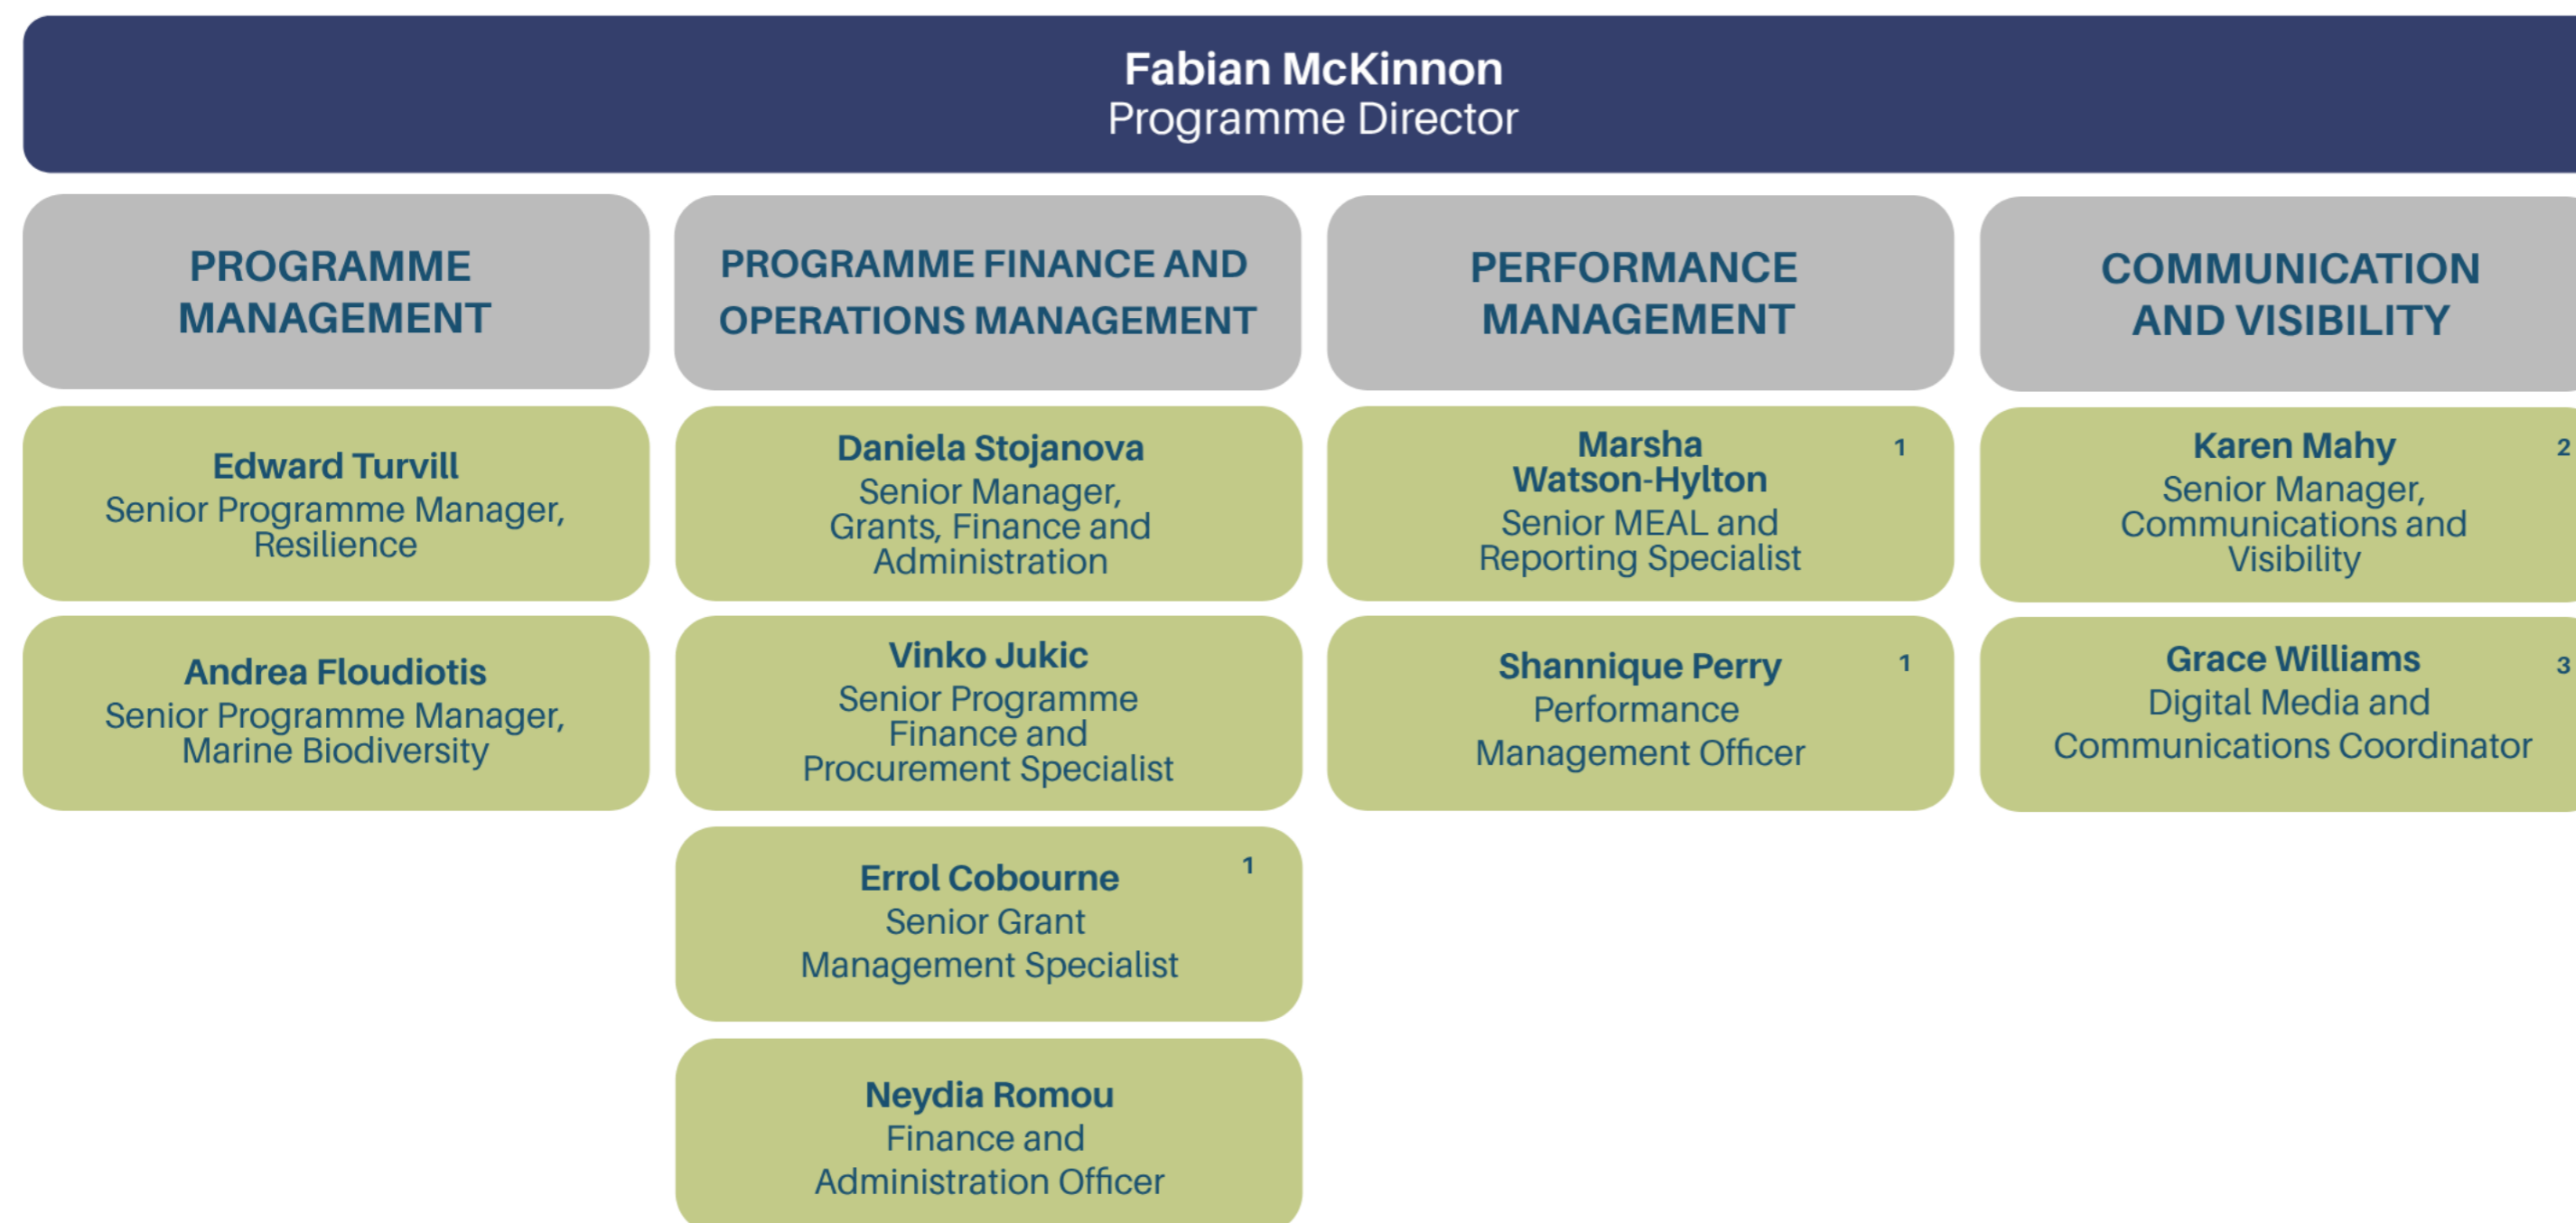 Fabian McKinnon
Programme Director
PROGRAMME
MANAGEMENT
Edward Turvill
Senior Programme Manager,
Resilience
Andrea Floudiotis
Senior Programme Manager,
Marine Biodiversity
PROGRAMME FINANCE AND
OPERATIONS MANAGEMENT
Daniela Stojanova
Senior Manager,
Grants, Finance and
Administration
Vinko Jukic
Senior Programme
Finance and
Procurement Specialist
Errol Cobourne 1
Senior Grant
Management Specialist
Neydia Romou
Finance and
Administration Officer
PERFORMANCE
MANAGEMENT
Marsha 1
Watson-Hylton
Senior MEAL and
Reporting Specialist
Shannique Perry 1
Performance
Management Officer
COMMUNICATION
AND VISIBILITY
Karen Mahy 2
Senior Manager,
Communications and
Visibility
Grace Williams 3
Digital Media and
Communications Coordinator